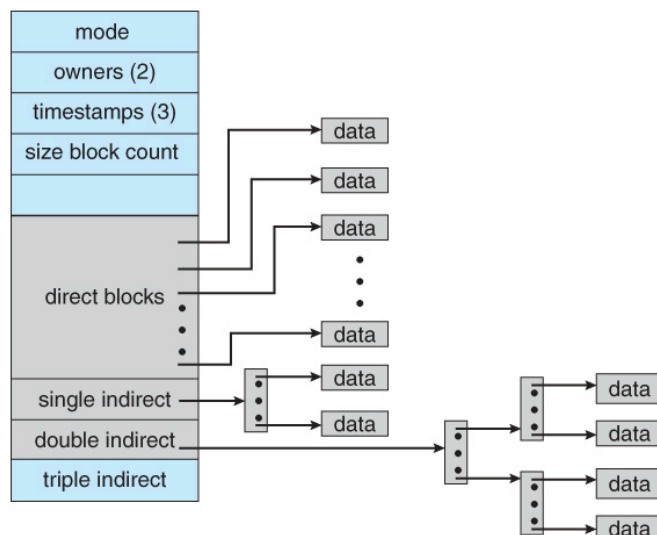 mode
owners (2)
timestamps (3)
size block count
data
data
data
direct blocks
data
single indirect
data
data
double indirect
data
data
data
data
triple indirect